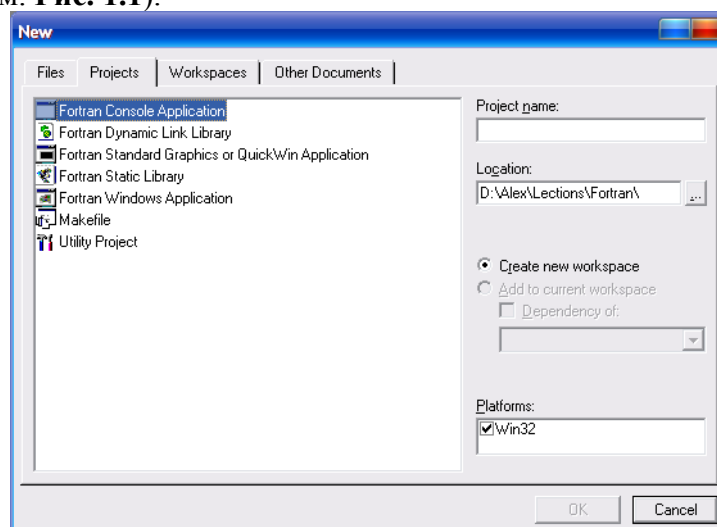 м. Рис. 1.1).
New
Files Projects Workspaces Other Documents
Fortran Console Application
Fortran Dynamic Link Library
Fortran Standard Graphics or QuickWin Application
Fortran Static Library
Fortran Windows Application
Makefile
Utility Project
Project name:
Location:
D:\Alex\Lections\Fortran\
...
Create new workspace
Add to current workspace
Dependency of:
Platforms:
Win32
OK Cancel